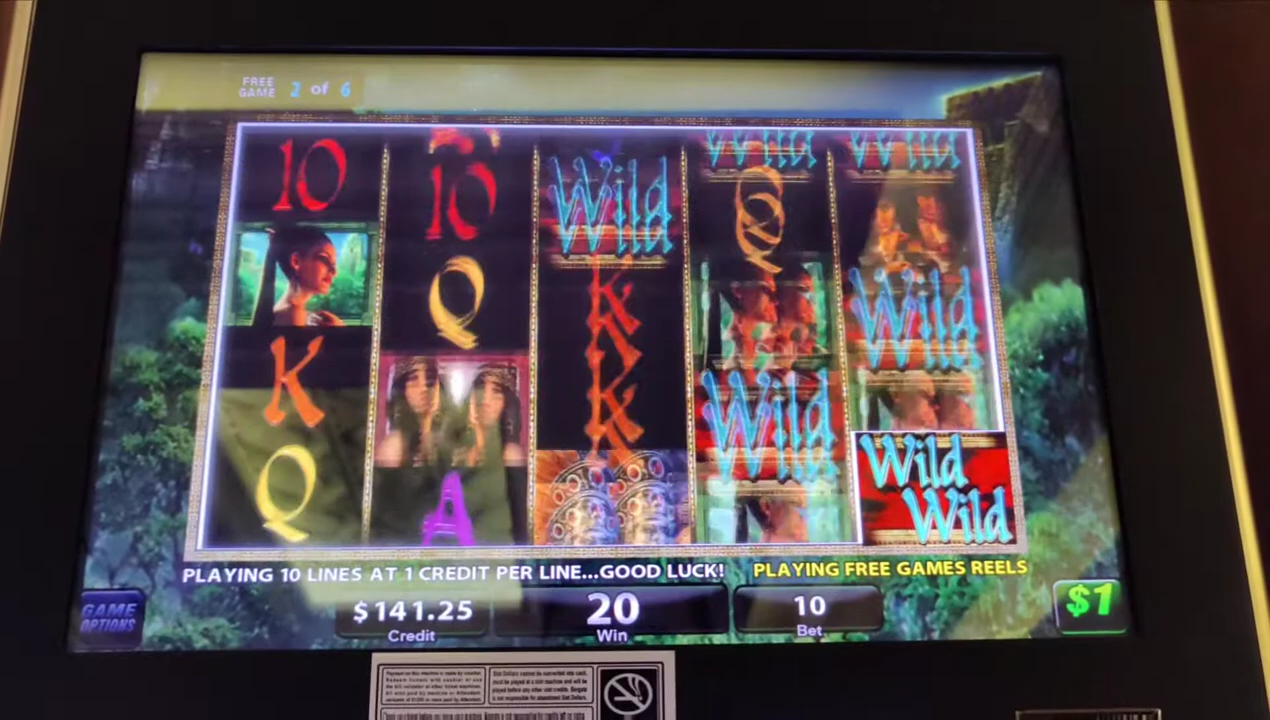 FREE GAME 2 of 6
Wild Wild
10 10 Wild
Q
Wild
Q
K
K
K
Wild
Wild
Wild
Q
A
PLAYING 10 LINES AT 1 CREDIT PER LINE...GOOD LUCK! PLAYING FREE GAMES REELS
GAME OPTIONS
$141.25 20 10
$1
Credit Win Bet